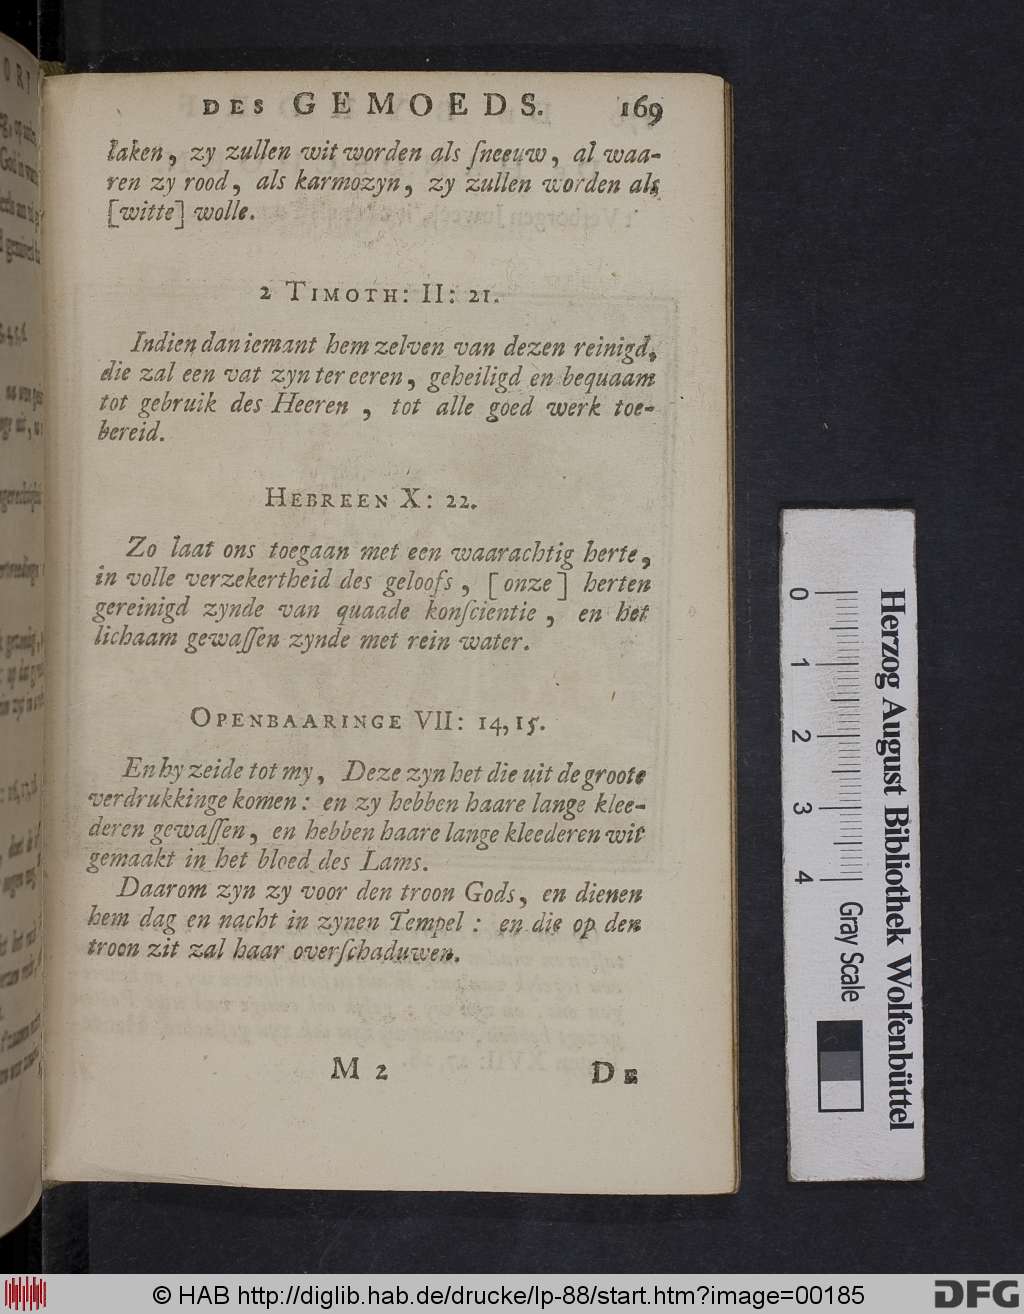 DES GEMOEDS. 169
laken, zy zullen wit worden als ſneeuw, al waa-
ren zy rood, als karmozyn, zy zullen worden als
[witte] wolle.
2 TIMOTH: II: 21.
Indien dan iemant hem zelven van dezen reinigd,
die zal een vat zyn ter eeren, geheiligd en bequaam
tot gebruik des Heeren, tot alle goed werk toe-
bereid.
HEBREEN X: 22.
Zo laat ons toegaan met een waarachtig herte,
in volle verzekertheid des geloofs, [onze] herten
gereinigd zynde van quaade konſcientie, en het
lichaam gewaſſen zynde met rein water.
OPENBAARINGE VII: 14, 15.
En hy zeide tot my, Deze zyn het die uit de groote
verdrukkinge komen: en zy hebben haare lange klee-
deren gewaſſen, en hebben haare lange kleederen wit
gemaakt in het bloed des Lams.
Daarom zyn zy voor den troon Gods, en dienen
hem dag en nacht in zynen Tempel: en die op den
troon zit zal haar overſchaduwen.
M 2 DE
0 1 2 3 4
Gray Scale
Herzog August Bibliothek Wolfenbüttel
© HAB http://diglib.hab.de/drucke/lp-88/start.htm?image=00185
DFG